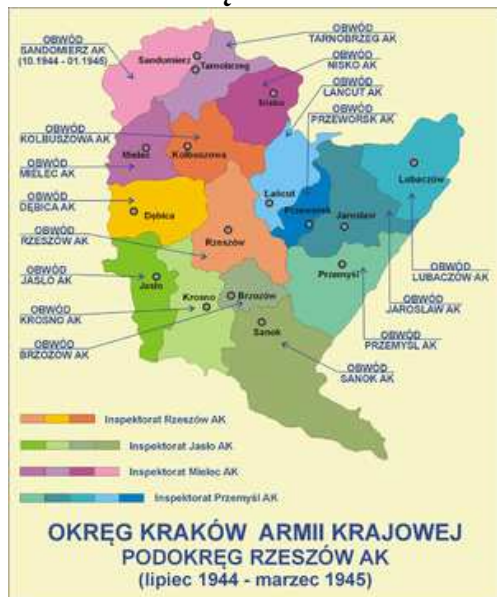 OBWÓD
SANDOMIERZ AK
(10.1944 - 01.1945)
OBWÓD
TARNOBRZEG AK
OBWÓD
NISKO AK
OBWÓD
ŁAŃCUT AK
OBWÓD
PRZEWORSK AK
OBWÓD
KOLBUSZOWA AK
OBWÓD
MIELEC AK
OBWÓD
DĘBICA AK
OBWÓD
RZESZÓW AK
OBWÓD
JASŁO AK
OBWÓD
KROSNO AK
OBWÓD
BRZOZÓW AK
OBWÓD
LUBACZÓW AK
OBWÓD
JAROSŁAW AK
OBWÓD
PRZEMYŚL AK
OBWÓD
SANOK AK
Sandomierz
Tarnobrzeg
Nisko
Mielec
Kolbuszowa
Łańcut
Lubaczów
Dębica
Rzeszów
Przeworsk
Jarosław
Przemyśl
Jasło
Krosno
Brzozów
Sanok
Inspektorat Rzeszów AK
Inspektorat Jasło AK
Inspektorat Mielec AK
Inspektorat Przemyśl AK
OKRĘG KRAKÓW ARMII KRAJOWEJ
PODOKRĘG RZESZÓW AK
(lipiec 1944 - marzec 1945)